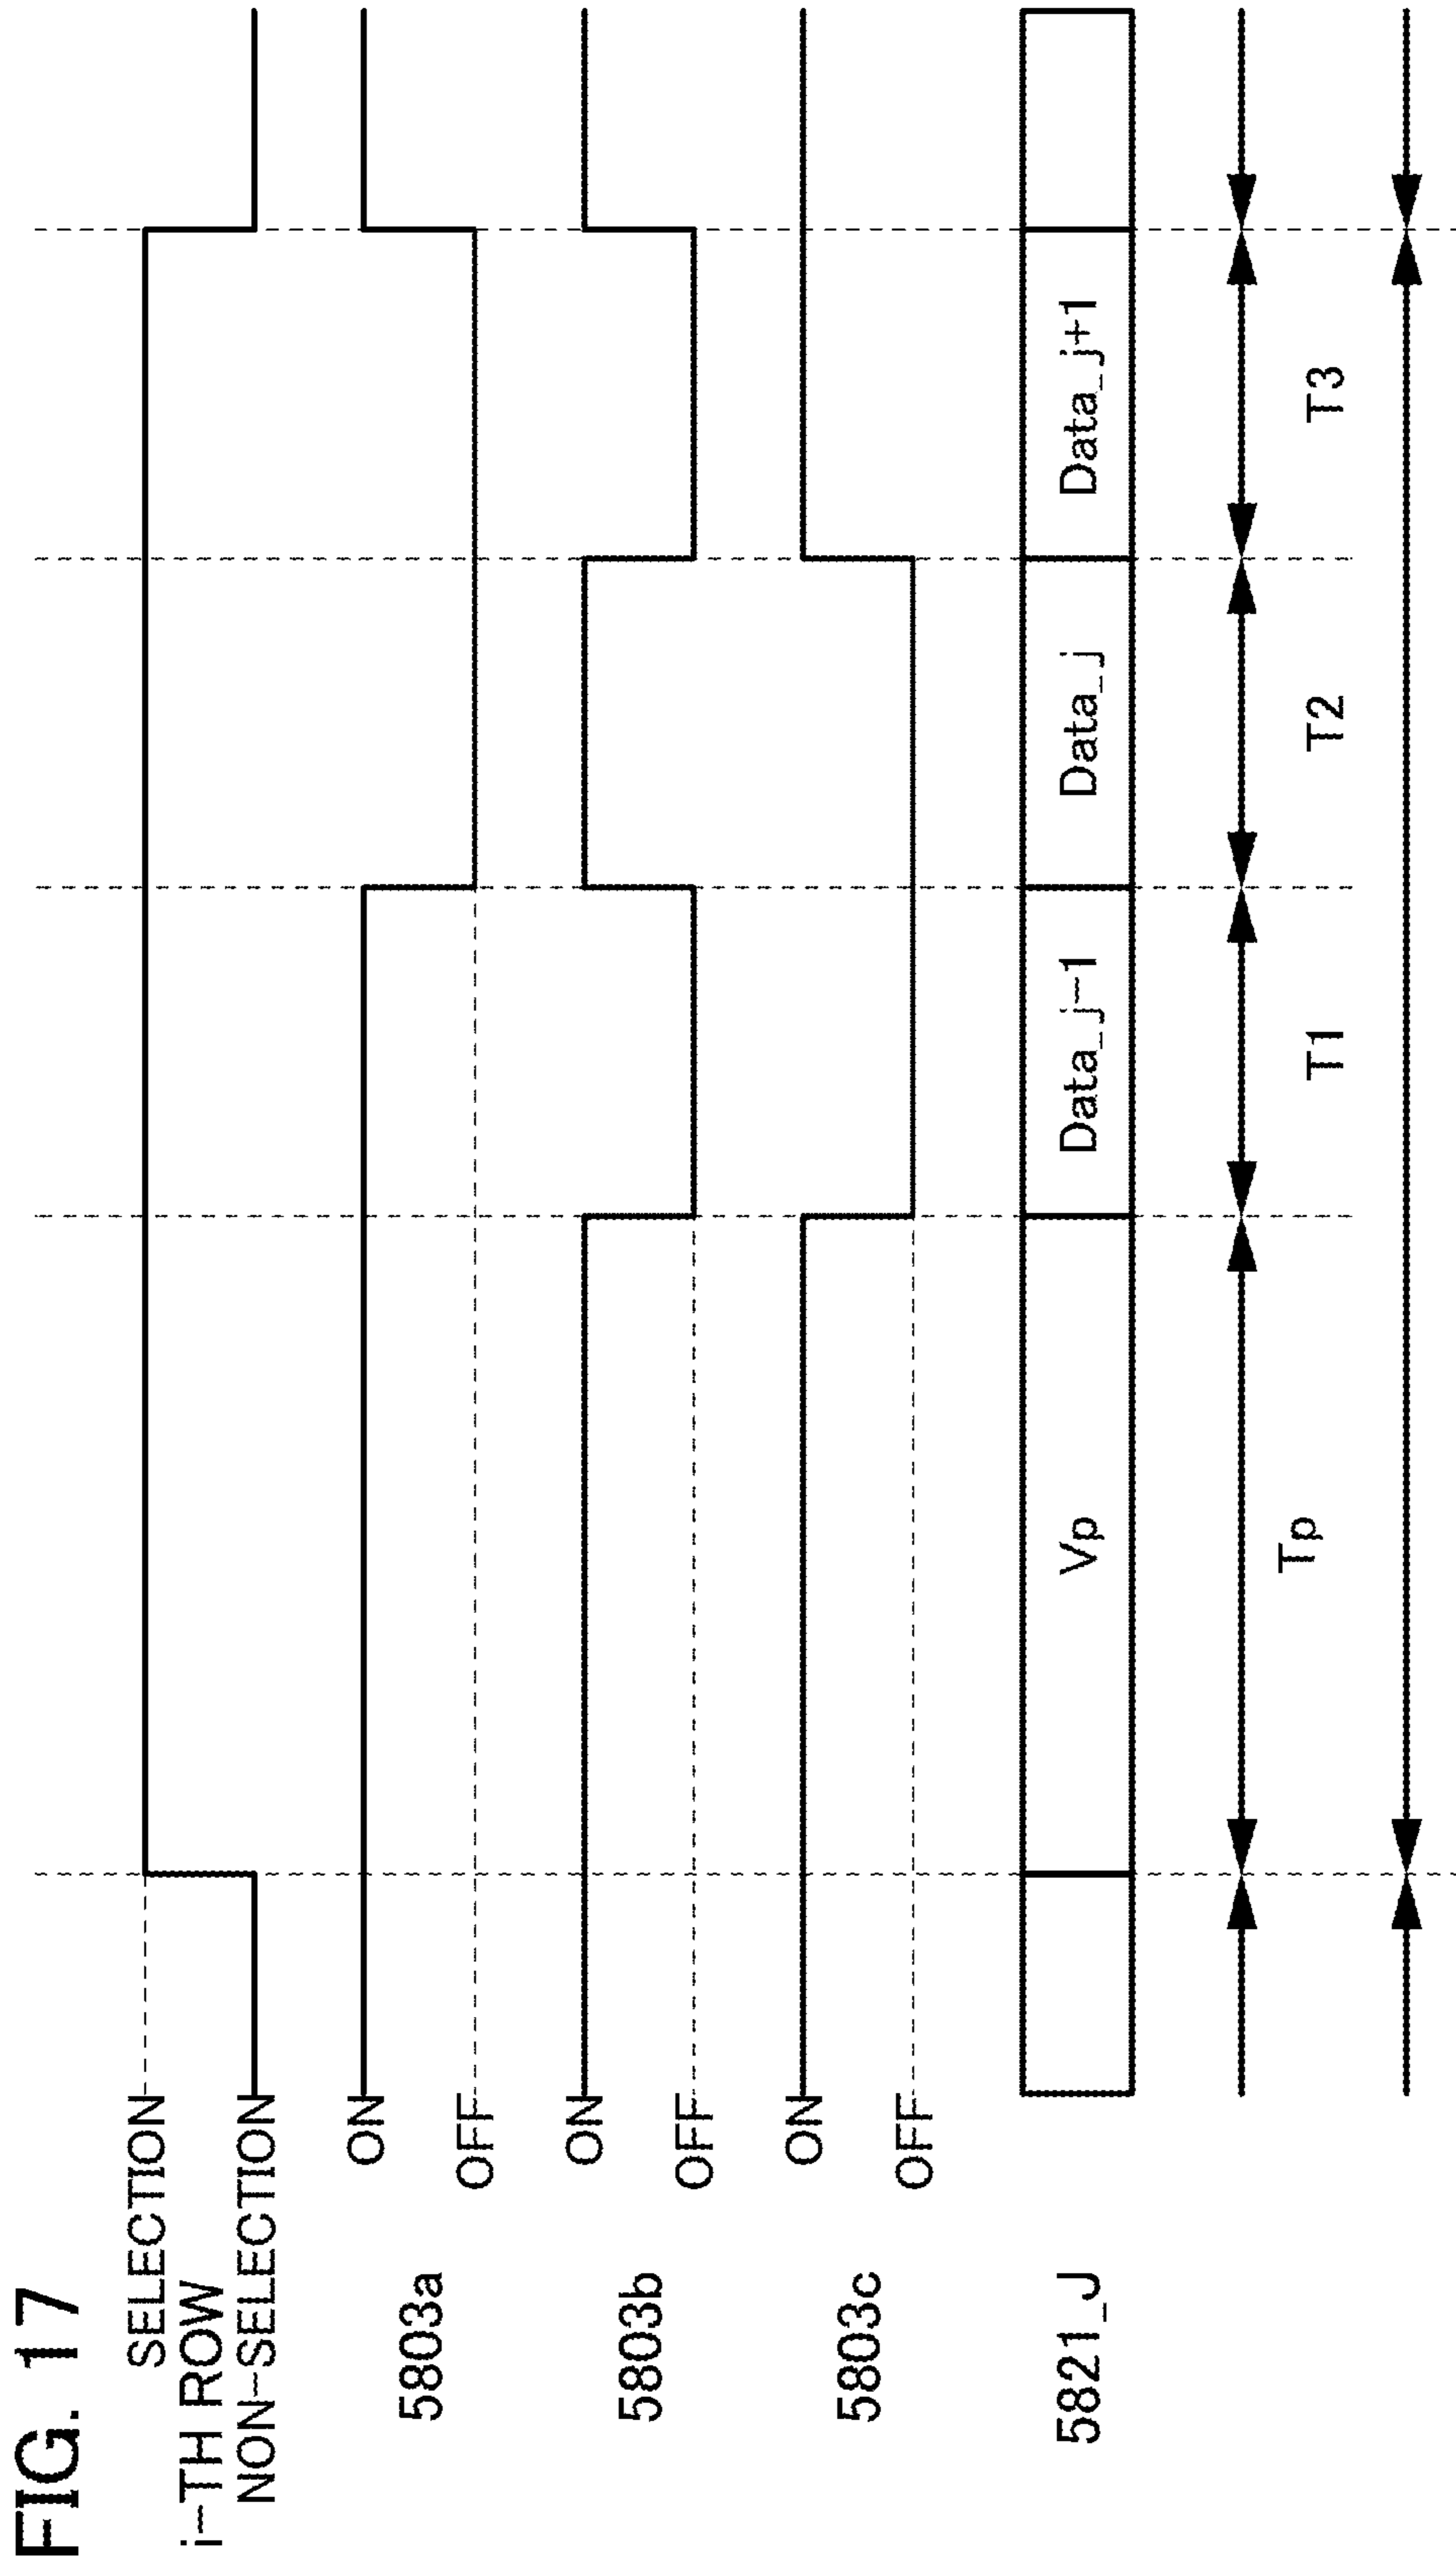 FIG. 17
SELECTION
i-TH ROW
NON-SELECTION
ON
5803a
OFF
ON
5803b
OFF
ON
5803c
OFF
5821_J
Vp
Data_j-1
Data_j
Data_j+1
Tp
T1
T2
T3